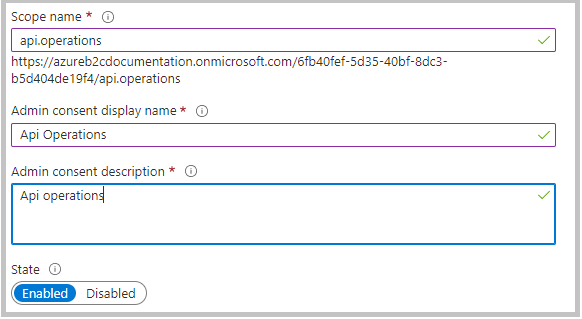 Scope name *
api.operations
https://azureb2cdocumentation.onmicrosoft.com/6fb40fef-5d35-40bf-8dc3-
b5d404de19f4/api.operations
Admin consent display name *
Api Operations
Admin consent description *
Api operations
State
Enabled Disabled